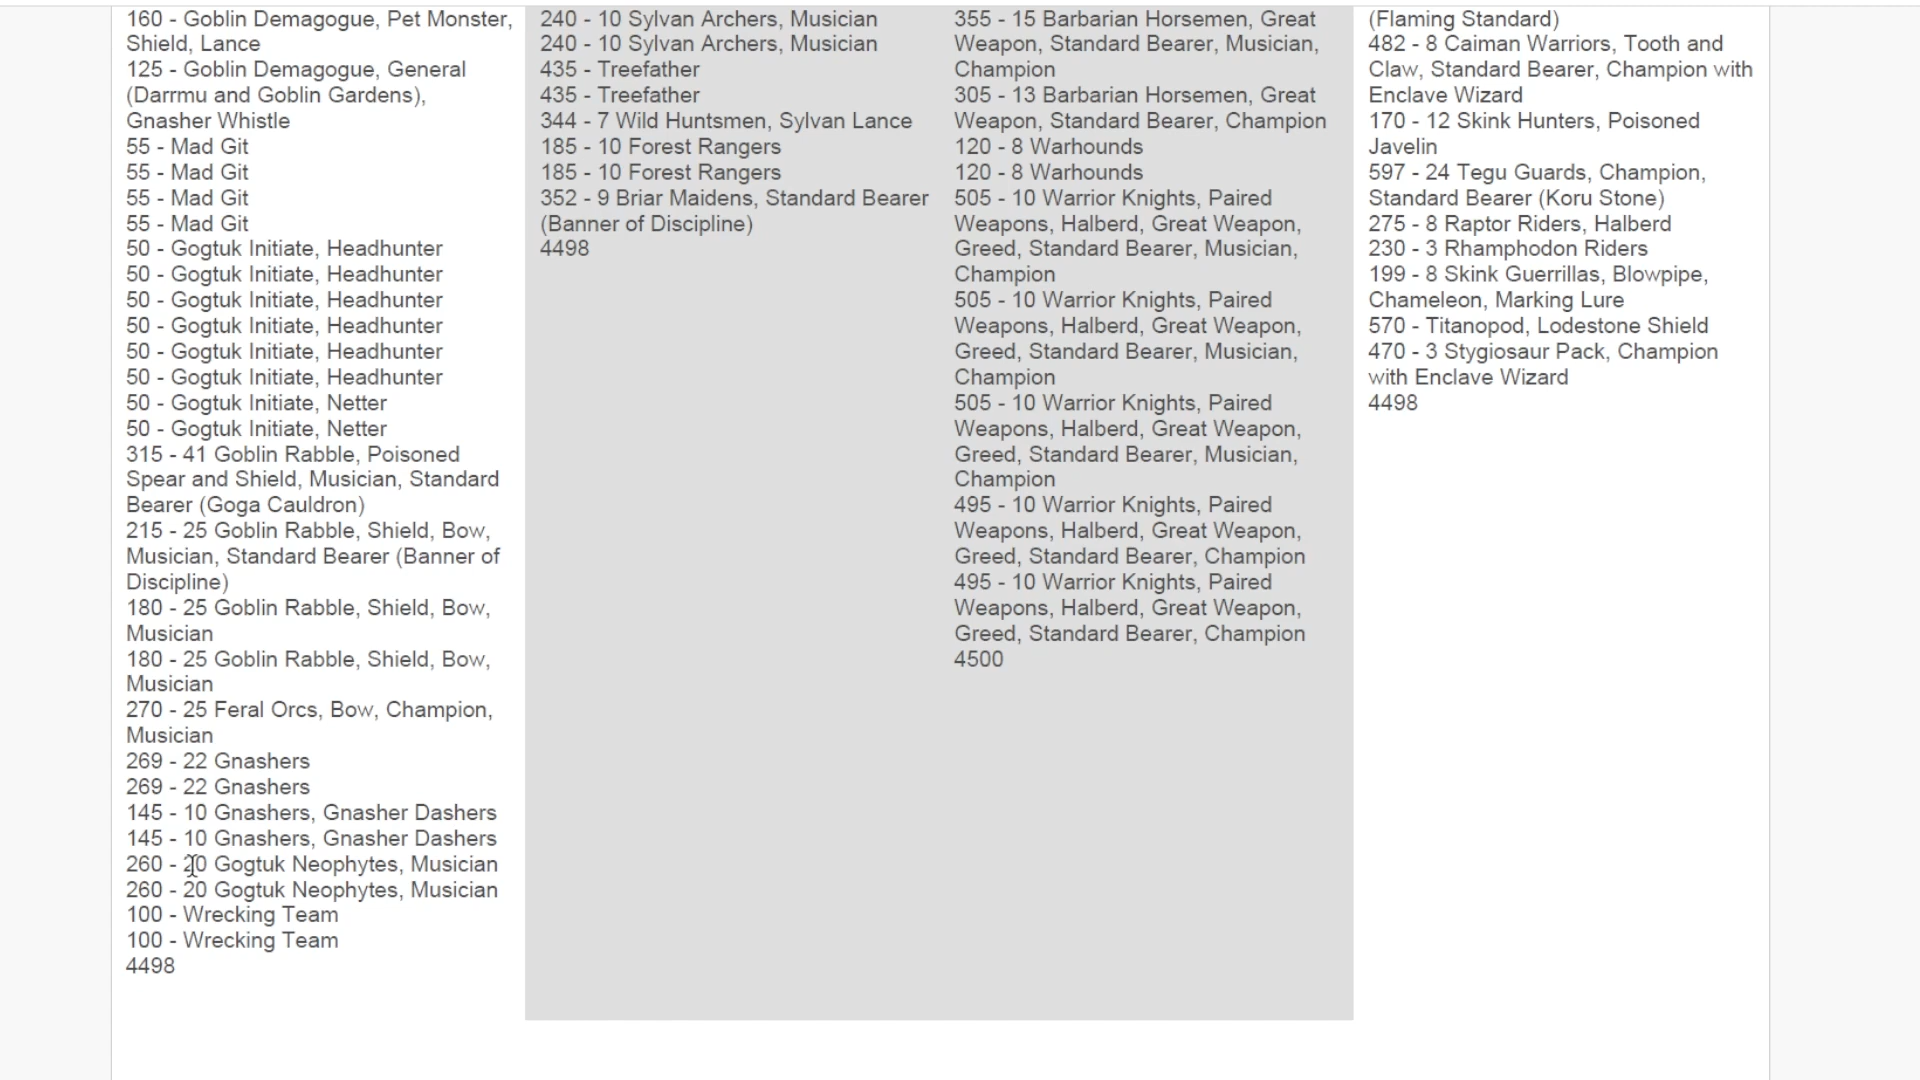 160 - Goblin Demagogue, Pet Monster,
Shield, Lance
125 - Goblin Demagogue, General
(Darrmu and Goblin Gardens),
Gnasher Whistle
55 - Mad Git
55 - Mad Git
55 - Mad Git
55 - Mad Git
50 - Gogtuk Initiate, Headhunter
50 - Gogtuk Initiate, Headhunter
50 - Gogtuk Initiate, Headhunter
50 - Gogtuk Initiate, Headhunter
50 - Gogtuk Initiate, Headhunter
50 - Gogtuk Initiate, Headhunter
50 - Gogtuk Initiate, Netter
50 - Gogtuk Initiate, Netter
315 - 41 Goblin Rabble, Poisoned
Spear and Shield, Musician, Standard
Bearer (Goga Cauldron)
215 - 25 Goblin Rabble, Shield, Bow,
Musician, Standard Bearer (Banner of
Discipline)
180 - 25 Goblin Rabble, Shield, Bow,
Musician
180 - 25 Goblin Rabble, Shield, Bow,
Musician
270 - 25 Feral Orcs, Bow, Champion,
Musician
269 - 22 Gnashers
269 - 22 Gnashers
145 - 10 Gnashers, Gnasher Dashers
145 - 10 Gnashers, Gnasher Dashers
260 - 20 Gogtuk Neophytes, Musician
260 - 20 Gogtuk Neophytes, Musician
100 - Wrecking Team
100 - Wrecking Team
4498
240 - 10 Sylvan Archers, Musician
240 - 10 Sylvan Archers, Musician
435 - Treefather
435 - Treefather
344 - 7 Wild Huntsmen, Sylvan Lance
185 - 10 Forest Rangers
185 - 10 Forest Rangers
352 - 9 Briar Maidens, Standard Bearer
(Banner of Discipline)
4498
355 - 15 Barbarian Horsemen, Great
Weapon, Standard Bearer, Musician,
Champion
305 - 13 Barbarian Horsemen, Great
Weapon, Standard Bearer, Champion
120 - 8 Warhounds
120 - 8 Warhounds
505 - 10 Warrior Knights, Paired
Weapons, Halberd, Great Weapon,
Greed, Standard Bearer, Musician,
Champion
505 - 10 Warrior Knights, Paired
Weapons, Halberd, Great Weapon,
Greed, Standard Bearer, Musician,
Champion
505 - 10 Warrior Knights, Paired
Weapons, Halberd, Great Weapon,
Greed, Standard Bearer, Musician,
Champion
495 - 10 Warrior Knights, Paired
Weapons, Halberd, Great Weapon,
Greed, Standard Bearer, Champion
495 - 10 Warrior Knights, Paired
Weapons, Halberd, Great Weapon,
Greed, Standard Bearer, Champion
4500
(Flaming Standard)
482 - 8 Caiman Warriors, Tooth and
Claw, Standard Bearer, Champion with
Enclave Wizard
170 - 12 Skink Hunters, Poisoned
Javelin
597 - 24 Tegu Guards, Champion,
Standard Bearer (Koru Stone)
275 - 8 Raptor Riders, Halberd
230 - 3 Rhamphodon Riders
199 - 8 Skink Guerrillas, Blowpipe,
Chameleon, Marking Lure
570 - Titanopod, Lodestone Shield
470 - 3 Stygiosaur Pack, Champion
with Enclave Wizard
4498